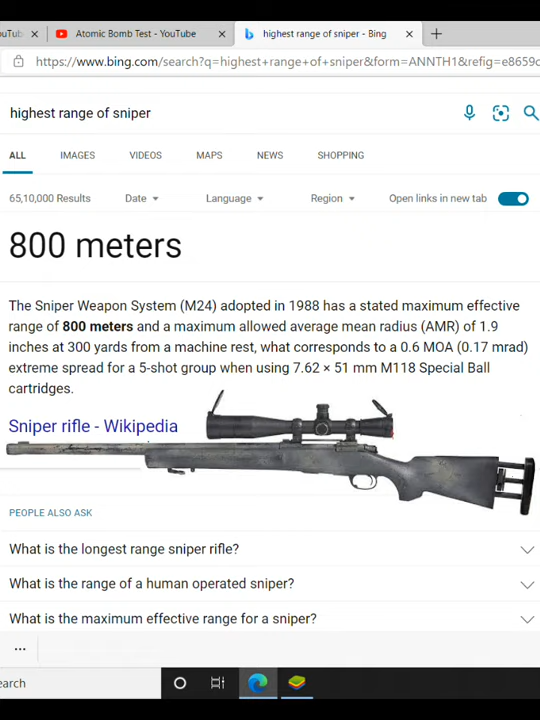 Atomic Bomb Test - YouTube
highest range of sniper - Bing
https://www.bing.com/search?q=highest+range+of+sniper&form=ANNTH1&refig=e8659c
highest range of sniper
ALL IMAGES VIDEOS MAPS NEWS SHOPPING
65,10,000 Results Date Language Region Open links in new tab
800 meters
The Sniper Weapon System (M24) adopted in 1988 has a stated maximum effective
range of 800 meters and a maximum allowed average mean radius (AMR) of 1.9
inches at 300 yards from a machine rest, what corresponds to a 0.6 MOA (0.17 mrad)
extreme spread for a 5-shot group when using 7.62 × 51 mm M118 Special Ball
cartridges.
Sniper rifle - Wikipedia
PEOPLE ALSO ASK
What is the longest range sniper rifle?
What is the range of a human operated sniper?
What is the maximum effective range for a sniper?
...
earch